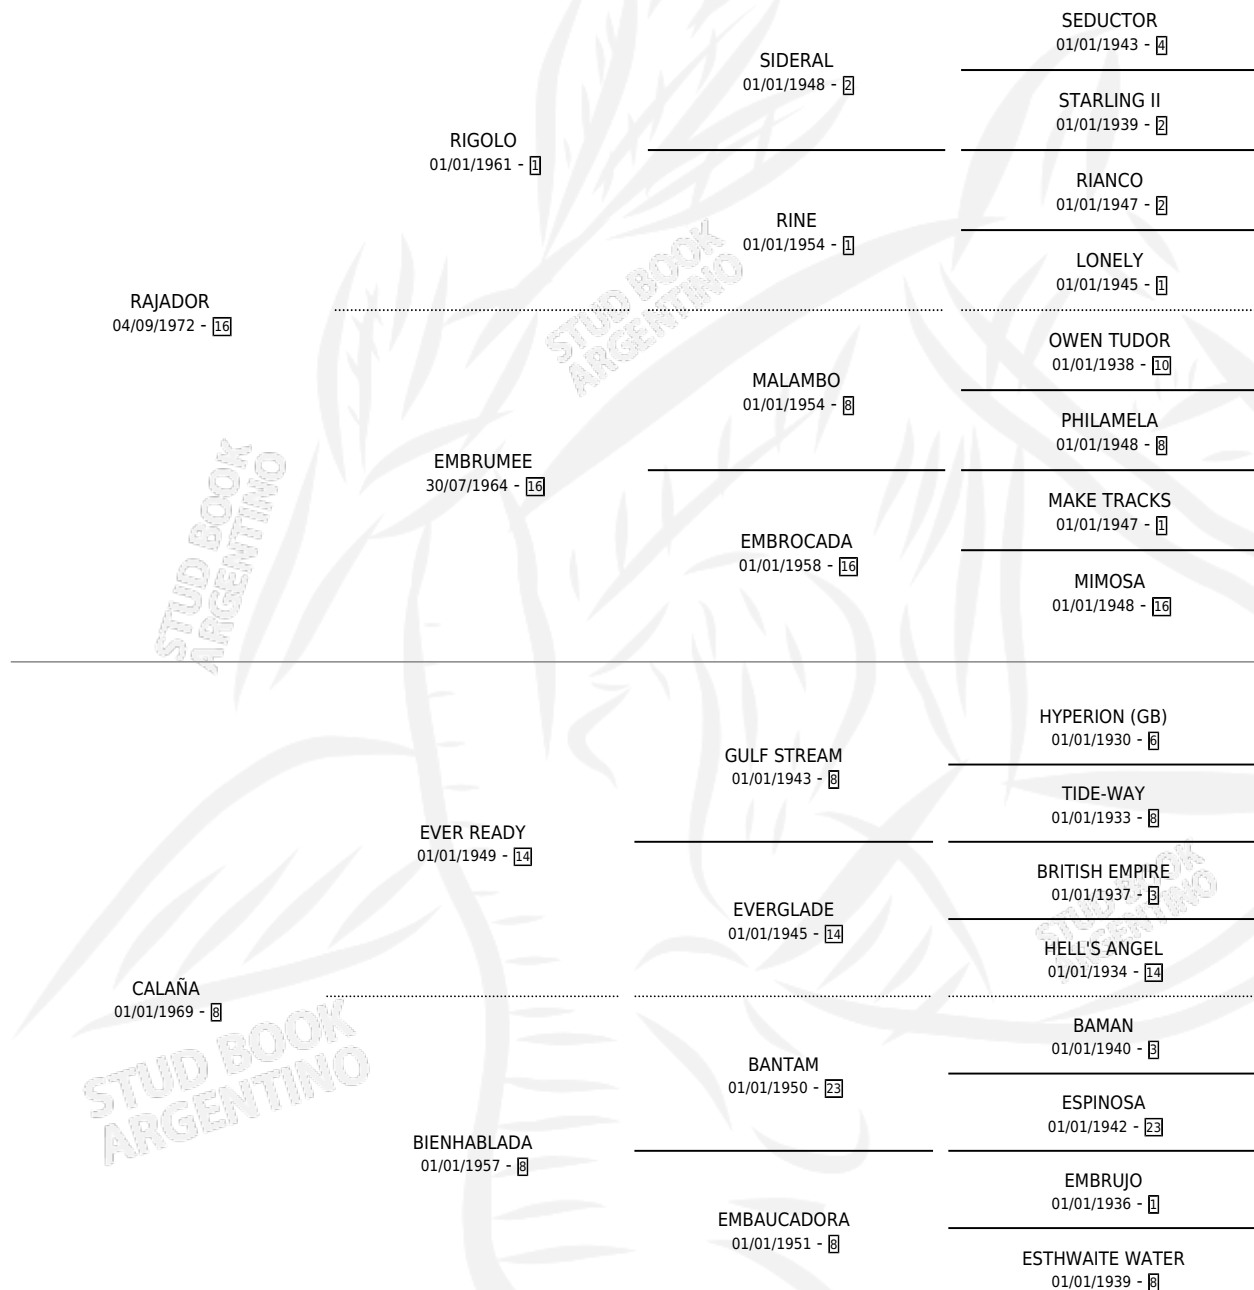 SEDUCTOR
01/01/1943 - 4
SIDERAL
01/01/1948 - 2
STARLING II
01/01/1939 - 2
RIGOLO
01/01/1961 - 1
RIANCO
01/01/1947 - 2
RINE
01/01/1954 - 1
LONELY
01/01/1945 - 1
RAJADOR
04/09/1972 - 16
OWEN TUDOR
01/01/1938 - 10
MALAMBO
01/01/1954 - 8
PHILAMELA
01/01/1948 - 8
EMBRUMEE
30/07/1964 - 16
MAKE TRACKS
01/01/1947 - 1
EMBROCADA
01/01/1958 - 16
MIMOSA
01/01/1948 - 16
HYPERION (GB)
01/01/1930 - 6
GULF STREAM
01/01/1943 - 8
TIDE-WAY
01/01/1933 - 8
EVER READY
01/01/1949 - 14
BRITISH EMPIRE
01/01/1937 - 3
EVERGLADE
01/01/1945 - 14
HELL'S ANGEL
01/01/1934 - 14
CALAÑA
01/01/1969 - 8
BAMAN
01/01/1940 - 3
BANTAM
01/01/1950 - 23
ESPINOSA
01/01/1942 - 23
BIENHABLADA
01/01/1957 - 8
EMBRUJO
01/01/1936 - 1
EMBAUCADORA
01/01/1951 - 8
ESTHWAITE WATER
01/01/1939 - 8
STUD BOOK
ARGENTINO
STUD BOOK
ARGENTINO
STUD BOOK
ARGENTINO
STUD BOOK
ARGENTINO